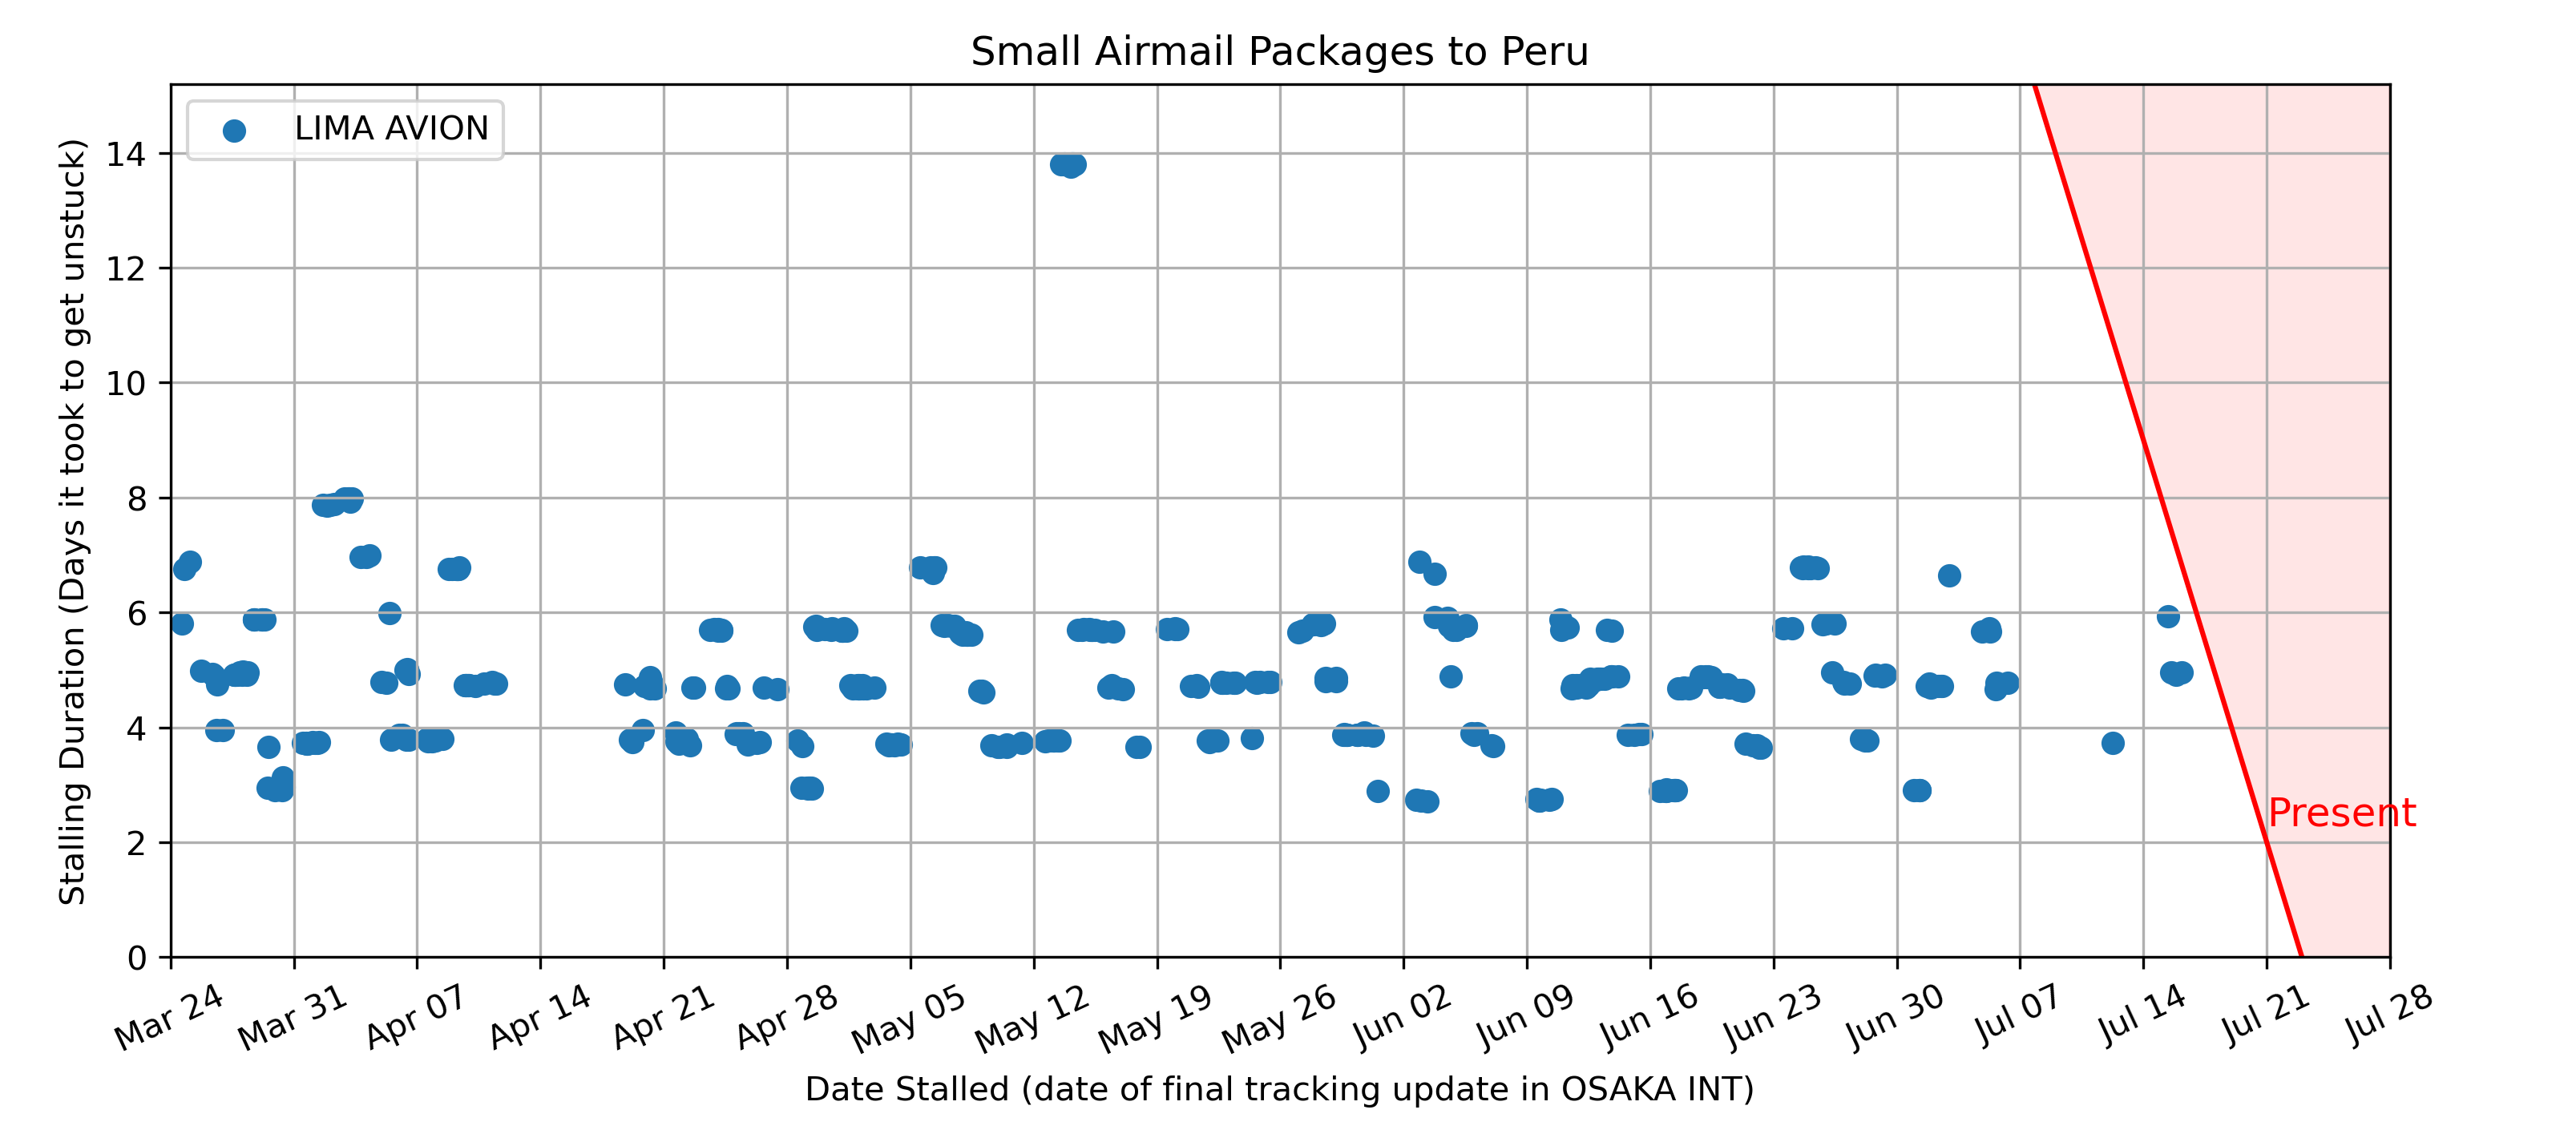 Small Airmail Packages to Peru
LIMA AVION
Stalling Duration (Days it took to get unstuck)
14
12
10
8
6
4
2
0
Present
Mar 24
Mar 31
Apr 07
Apr 14
Apr 21
Apr 28
May 05
May 12
May 19
May 26
Jun 02
Jun 09
Jun 16
Jun 23
Jun 30
Jul 07
Jul 14
Jul 21
Jul 28
Date Stalled (date of final tracking update in OSAKA INT)